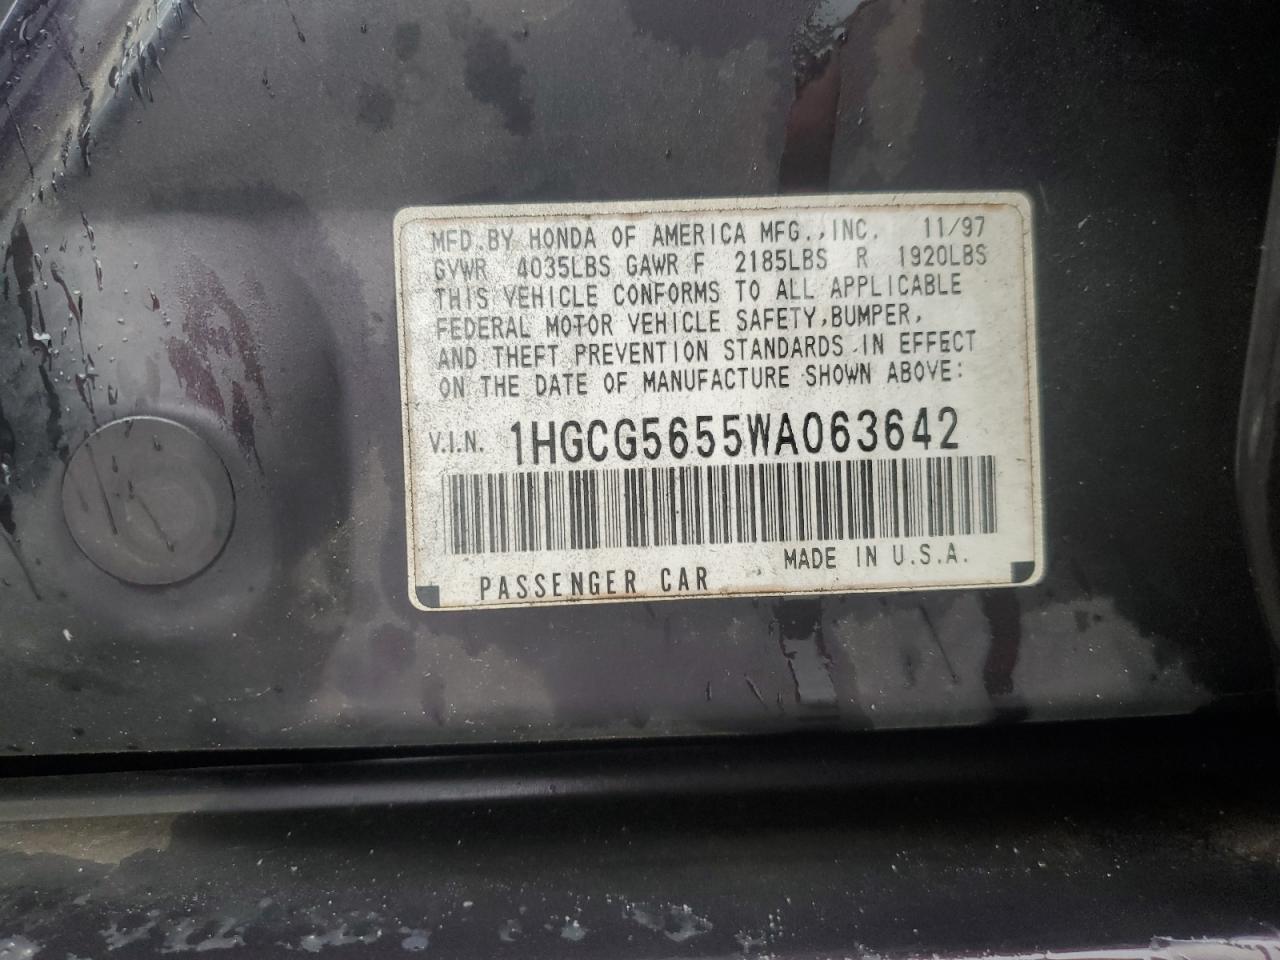 MFD. BY HONDA OF AMERICA MFG., INC. 11/97
GVWR 4035LBS GAWR F 2185LBS R 1920LBS
THIS VEHICLE CONFORMS TO ALL APPLICABLE
FEDERAL MOTOR VEHICLE SAFETY, BUMPER,
AND THEFT PREVENTION STANDARDS IN EFFECT
ON THE DATE OF MANUFACTURE SHOWN ABOVE:
V.I.N. 1HGCG5655WA063642
MADE IN U.S.A.
PASSENGER CAR